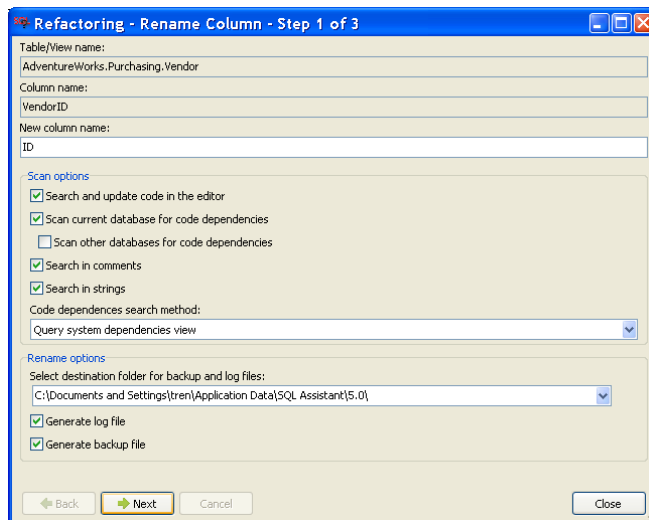 Refactoring - Rename Column - Step 1 of 3
Table/View name:
AdventureWorks.Purchasing.Vendor
Column name:
VendorID
New column name:
ID
Scan options
Search and update code in the editor
Scan current database for code dependencies
Scan other databases for code dependencies
Search in comments
Search in strings
Code dependences search method:
Query system dependencies view
Rename options
Select destination folder for backup and log files:
C:\Documents and Settings\tren\Application Data\SQL Assistant\5.0\
Generate log file
Generate backup file
Back Next Cancel Close